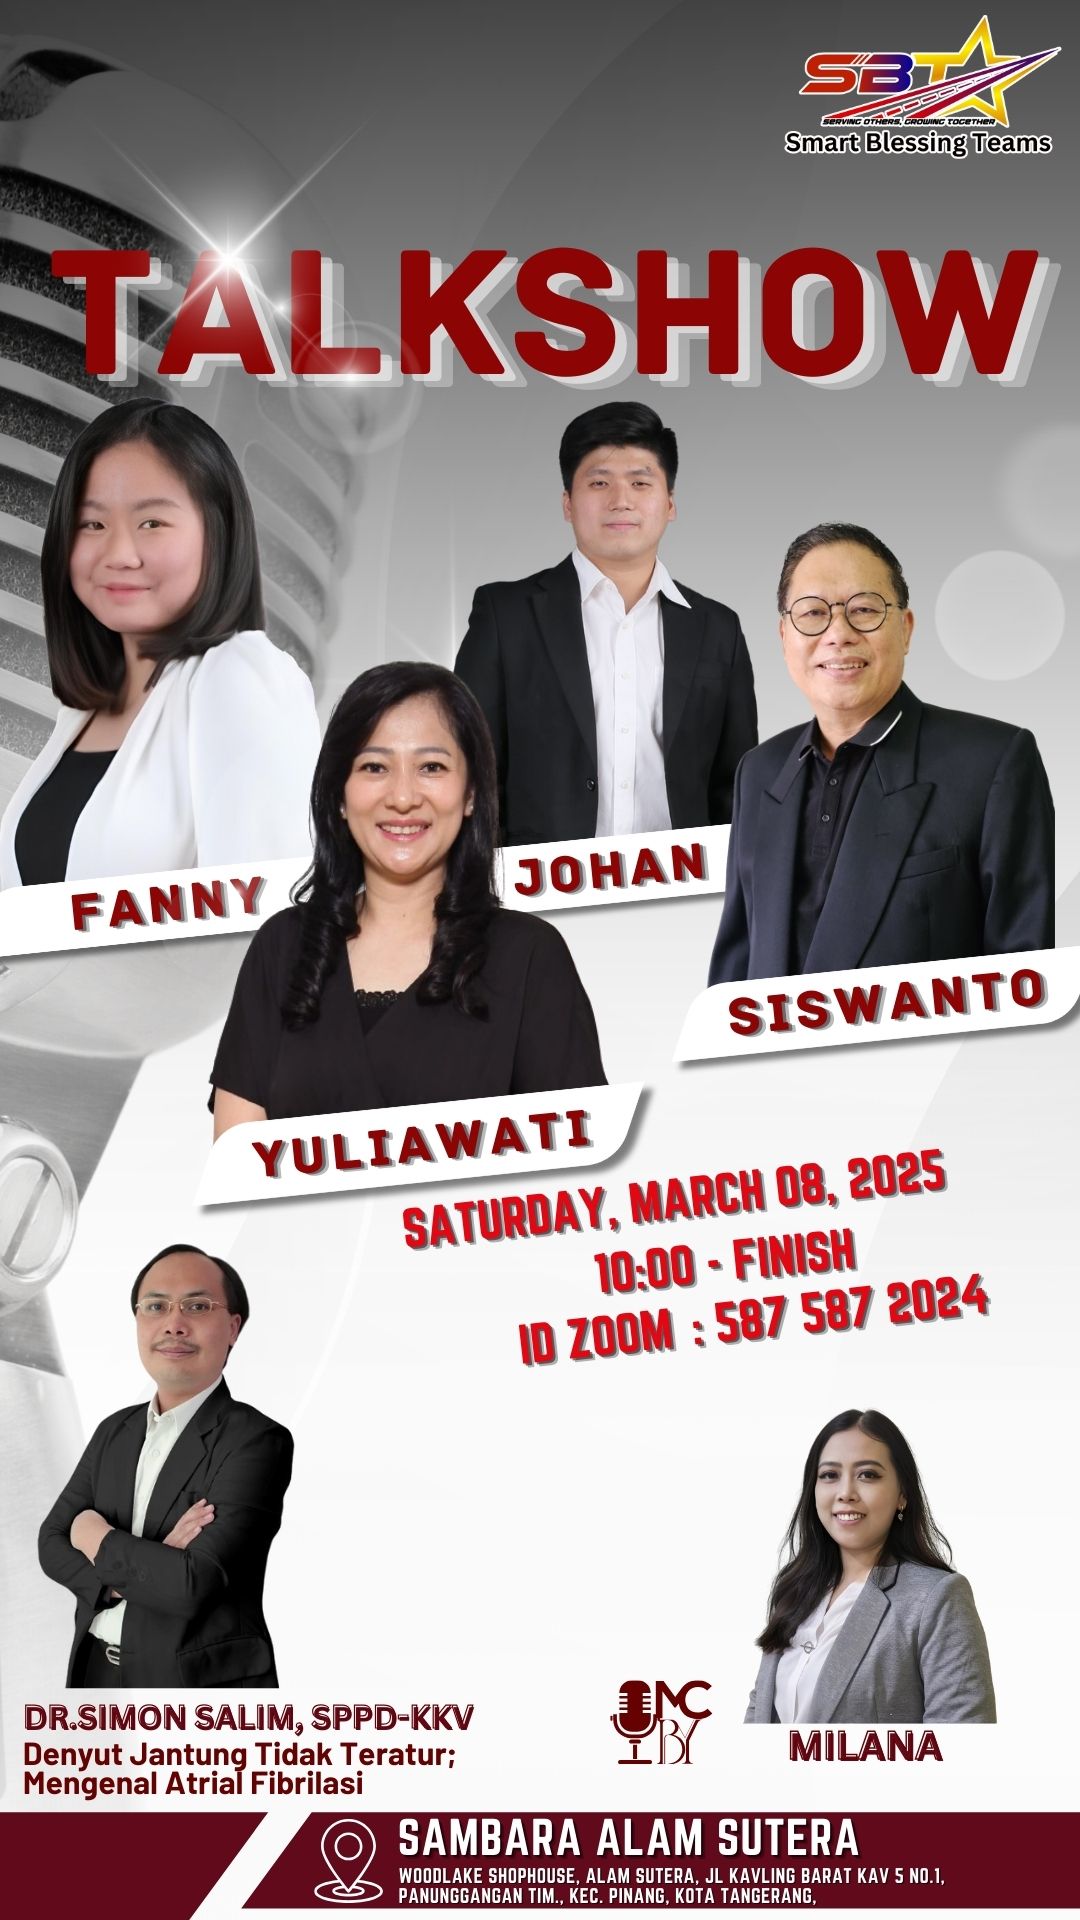 SBT
SERVING OTHERS, GROWING TOGETHER
Smart Blessing Teams
TALKSHOW
FANNY
JOHAN
SISWANTO
YULIAWATI
SATURDAY, MARCH 08, 2025
10:00 - FINISH
ID ZOOM : 587 587 2024
DR.SIMON SALIM, SPPD-KKV
Denyut Jantung Tidak Teratur;
Mengenal Atrial Fibrilasi
MC
BY
MILANA
SAMBARA ALAM SUTERA
WOODLAKE SHOPHOUSE, ALAM SUTERA, JL KAVLING BARAT KAV 5 NO.1,
PANUNGGANGAN TIM., KEC. PINANG, KOTA TANGERANG,